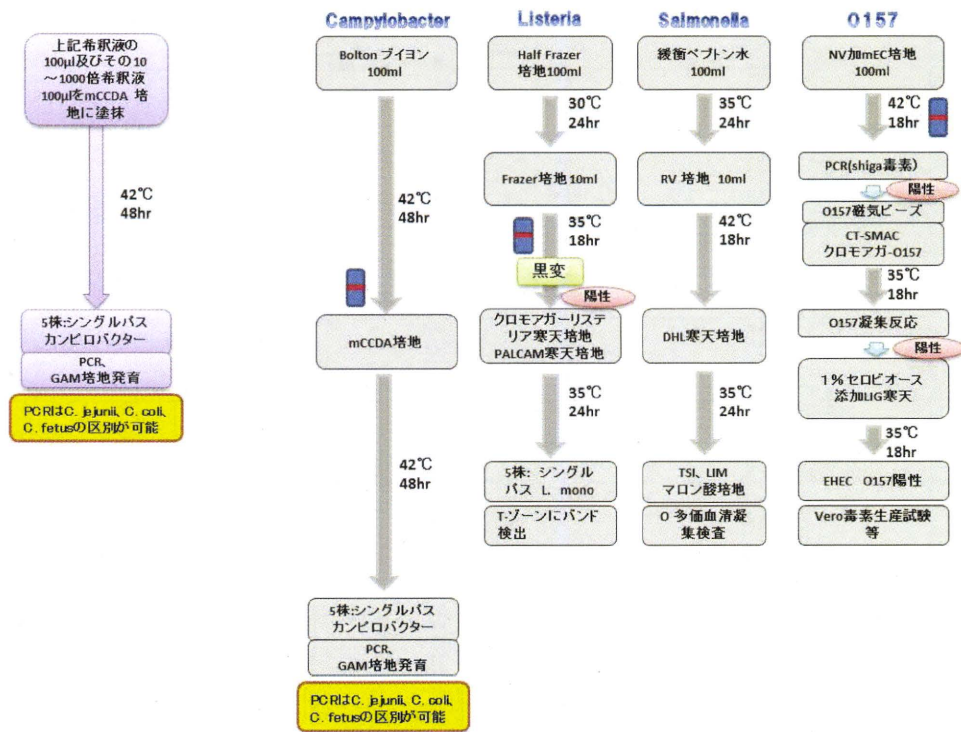 上記希釈液の
100μl及びその10
～1000倍希釈液
100μlをmCCDA 培
地に塗抹
42℃
48hr
5株:シングルパス
カンピロバクター
PCR、
GAM培地発育
PCRはC. jejunii、C. coli、
C. fetusの区別が可能
Campylobacter
Bolton ブイヨン
100ml
42℃
48hr
mCCDA培地
42℃
48hr
5株:シングルパス
カンピロバクター
PCR、
GAM培地発育
PCRはC. jejunii、C. coli、
C. fetusの区別が可能
Listeria
Half Frazer
培地100ml
30℃
24hr
Frazer培地10ml
35℃
18hr
黒変
陽性
クロモアガーリステ
リア寒天培地
PALCAM寒天培地
35℃
24hr
5株: シングル
パス L. mono
T-ゾーンにバンド
検出
Salmonella
緩衝ペプトン水
100ml
35℃
24hr
RV 培地 10ml
42℃
18hr
DHL寒天培地
35℃
24hr
TSI、LIM
マロン酸培地
O 多価血清凝
集検査
O157
NV加mEC培地
100ml
42℃
18hr
PCR(shiga毒素)
陽性
O157磁気ビーズ
CT-SMAC
クロモアガ-O157
35℃
18hr
O157凝集反応
陽性
1%セロビオース
添加LIG寒天
35℃
18hr
EHEC O157陽性
Vero毒素生産試験
等